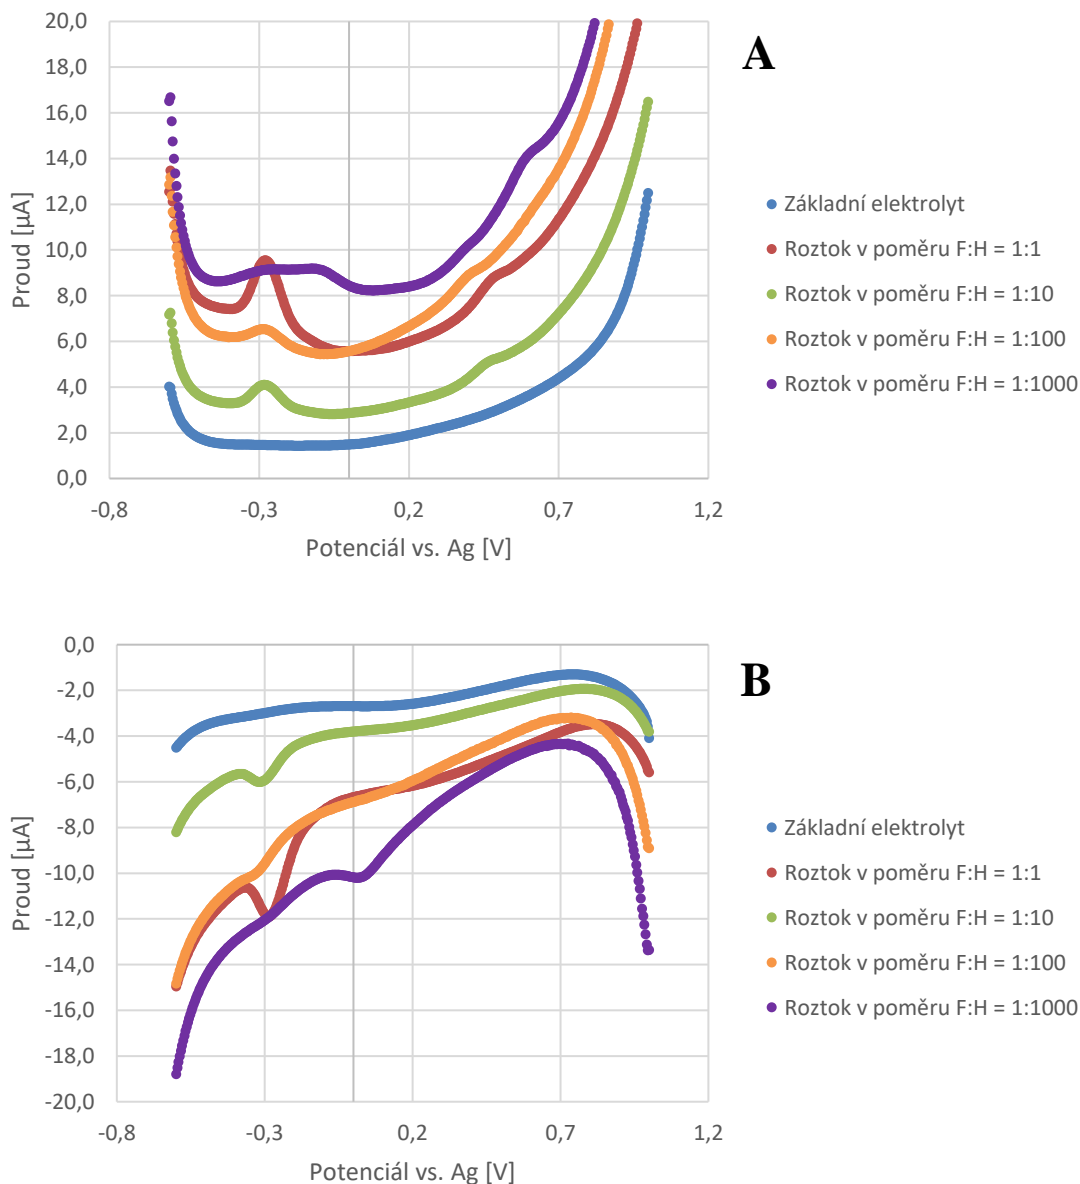 A
Proud [µA]
20,0
18,0
16,0
14,0
12,0
10,0
8,0
6,0
4,0
2,0
0,0
-0,8
-0,3
0,2
0,7
1,2
Potenciál vs. Ag [V]
Základní elektrolyt
Roztok v poměru F:H = 1:1
Roztok v poměru F:H = 1:10
Roztok v poměru F:H = 1:100
Roztok v poměru F:H = 1:1000
B
Proud [µA]
0,0
-2,0
-4,0
-6,0
-8,0
-10,0
-12,0
-14,0
-16,0
-18,0
-20,0
-0,8
-0,3
0,2
0,7
1,2
Potenciál vs. Ag [V]
Základní elektrolyt
Roztok v poměru F:H = 1:1
Roztok v poměru F:H = 1:10
Roztok v poměru F:H = 1:100
Roztok v poměru F:H = 1:1000